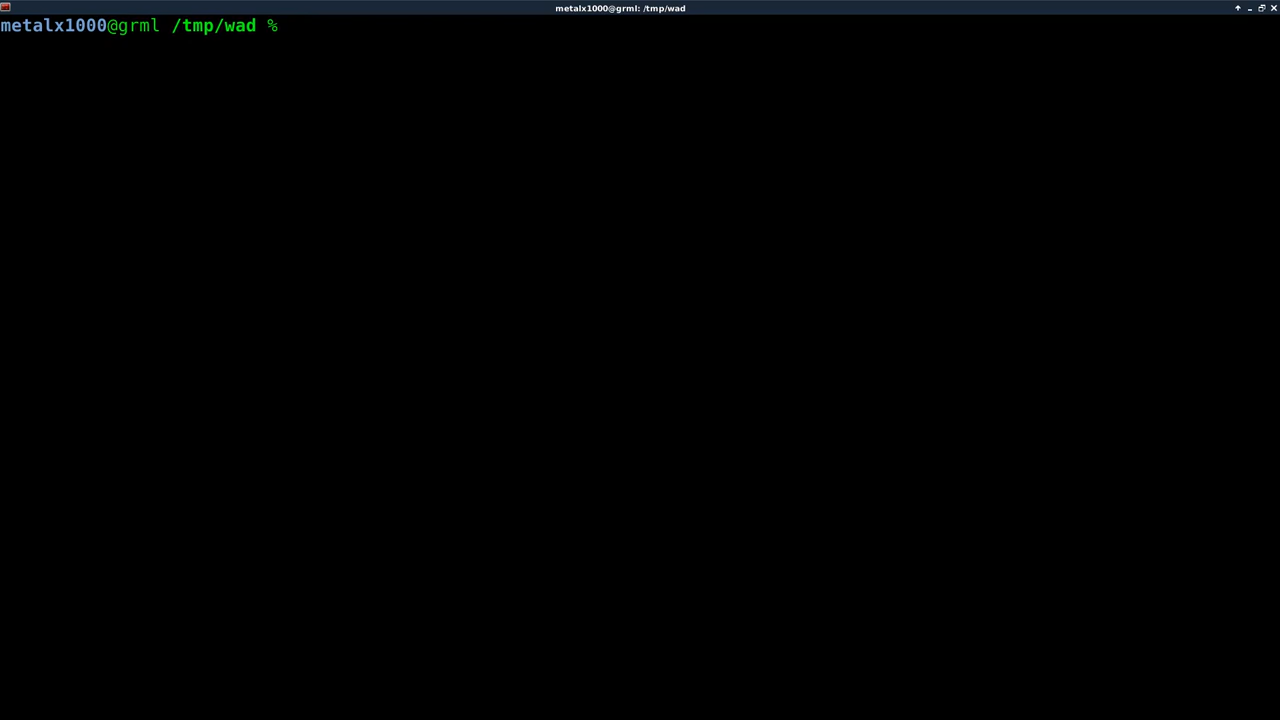 metalx1000@grml: /tmp/wad
metalx1000@grml /tmp/wad %